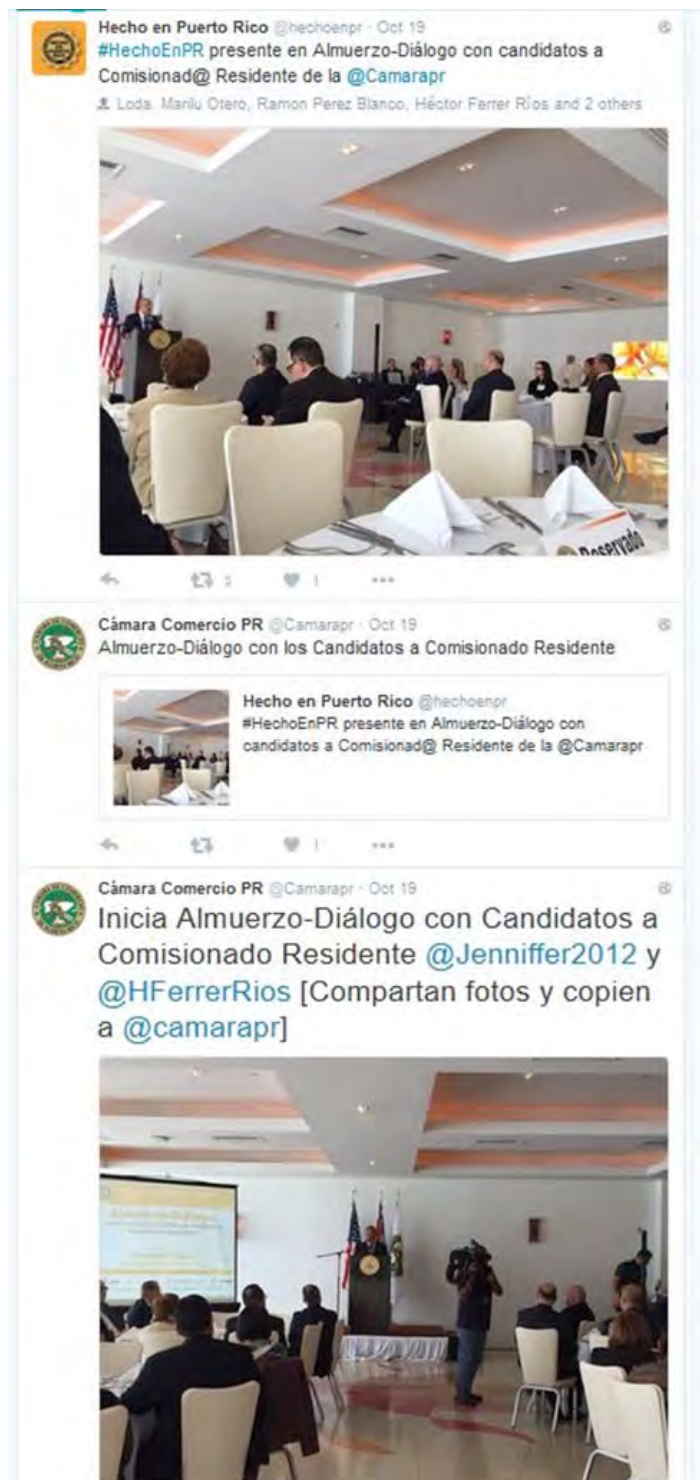 Hecho en Puerto Rico @hechoenpr · Oct 19
#HechoEnPR presente en Almuerzo-Diálogo con candidatos a
Comisionad@ Residente de la @Camarapr
Loda. Marilu Otero, Ramon Perez Blanco, Héctor Ferrer Ríos and 2 others
Reservado
3
1
Cámara Comercio PR @Camarapr · Oct 19
Almuerzo-Diálogo con los Candidatos a Comisionado Residente
Hecho en Puerto Rico @hechoenpr
#HechoEnPR presente en Almuerzo-Diálogo con
candidatos a Comisionad@ Residente de la @Camarapr
1
Cámara Comercio PR @Camarapr · Oct 19
Inicia Almuerzo-Diálogo con Candidatos a
Comisionado Residente @Jenniffer2012 y
@HFerrerRios [Compartan fotos y copien
a @camarapr]